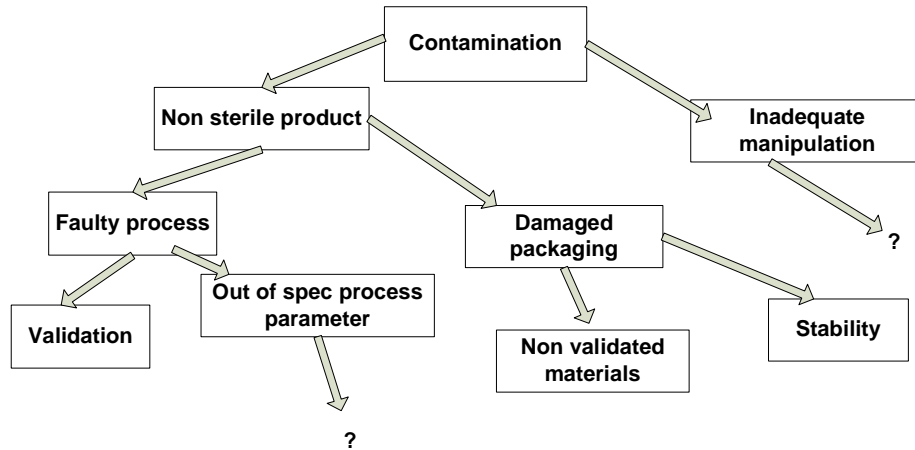 Contamination
Non sterile product
Inadequate
manipulation
Faulty process
Damaged
packaging
?
Out of spec process
parameter
Validation
Non validated
materials
Stability
?